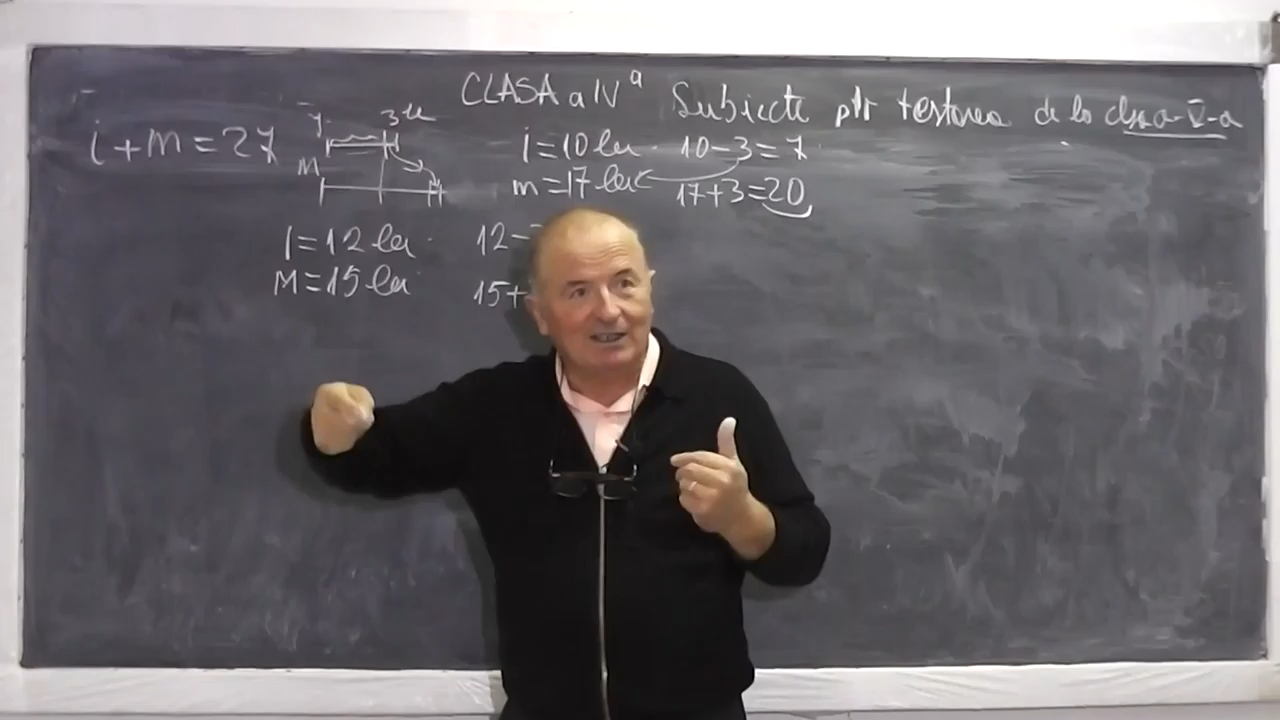 CLASA a IVª Subiecte ptr testarea de la clasa-V-a
i+m=27
J
3 lei
M
i=10 lei 10-3=7
m=17 lei 17+3=20
I=12 lei 12-
M=15 lei 15+